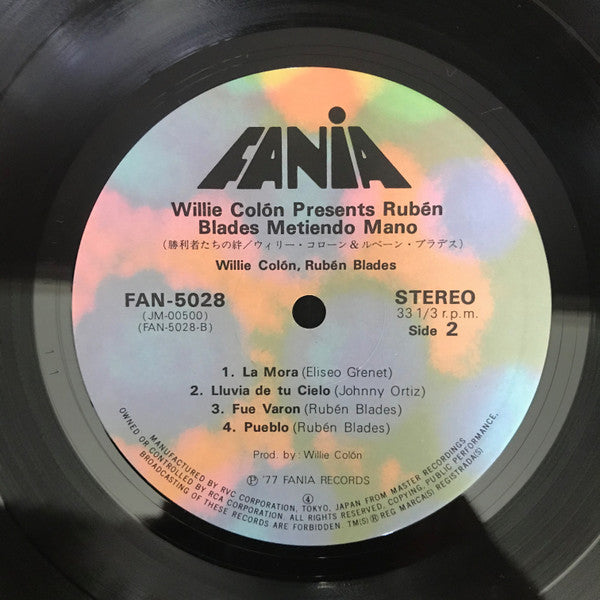 FANIA
Willie Colón Presents Rubén
Blades Metiendo Mano
(勝利者たちの絆／ウィリー・コローン＆ルベーン・ブラデス)
Willie Colón, Rubén Blades
FAN-5028
(JM-00500)
(FAN-5028-B)
STEREO
33 1/3 r.p.m.
Side 2
1. La Mora (Eliseo Grenet)
2. Lluvia de tu Cielo (Johnny Ortiz)
3. Fue Varon (Rubén Blades)
4. Pueblo (Rubén Blades)
Prod. by : Willie Colón
Ⓟ '77 FANIA RECORDS
④
MANUFACTURED BY RVC CORPORATION, TOKYO, JAPAN FROM MASTER RECORDINGS
OWNED OR CONTROLLED BY RCA CORPORATION. ALL RIGHTS RESERVED, COPYING, PUBLIC PERFORMANCE,
BROADCASTING OF THESE RECORDS ARE FORBIDDEN. TM(S)® REG MARCA(S) REGISTRADA(S)